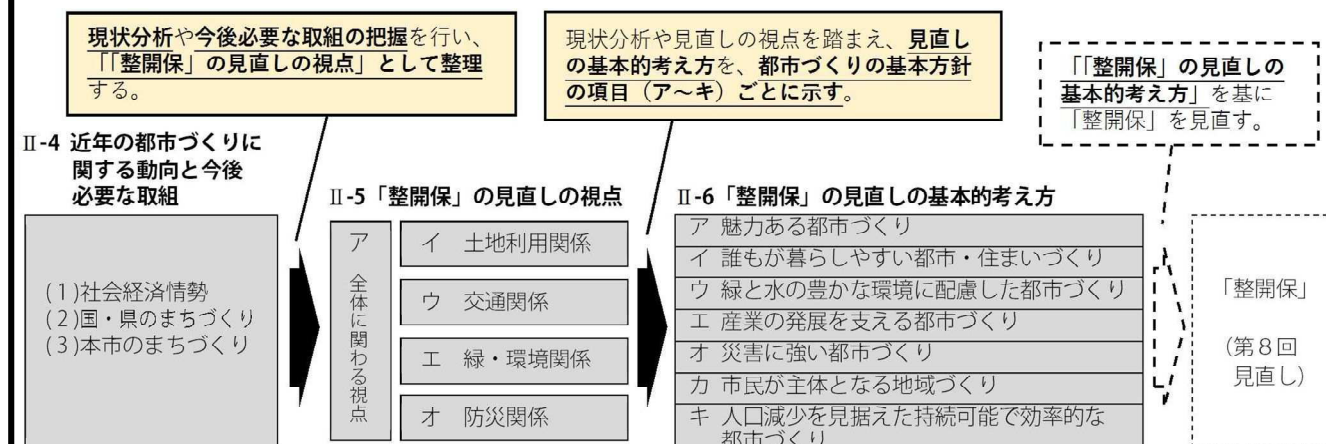 現状分析や今後必要な取組の把握を行い、
「「整開保」の見直しの視点」として整理
する。
現状分析や見直しの視点を踏まえ、見直し
の基本的考え方を、都市づくりの基本方針
の項目（ア～キ）ごとに示す。
「「整開保」の見直しの
基本的考え方」を基に
「整開保」を見直す。
Ⅱ-4 近年の都市づくりに
関する動向と今後
必要な取組
(1)社会経済情勢
(2)国・県のまちづくり
(3)本市のまちづくり
Ⅱ-5「整開保」の見直しの視点
ア 全体に関わる視点
イ 土地利用関係
ウ 交通関係
エ 緑・環境関係
オ 防災関係
Ⅱ-6「整開保」の見直しの基本的考え方
ア 魅力ある都市づくり
イ 誰もが暮らしやすい都市・住まいづくり
ウ 緑と水の豊かな環境に配慮した都市づくり
エ 産業の発展を支える都市づくり
オ 災害に強い都市づくり
カ 市民が主体となる地域づくり
キ 人口減少を見据えた持続可能で効率的な
都市づくり
「整開保」
(第８回
見直し)